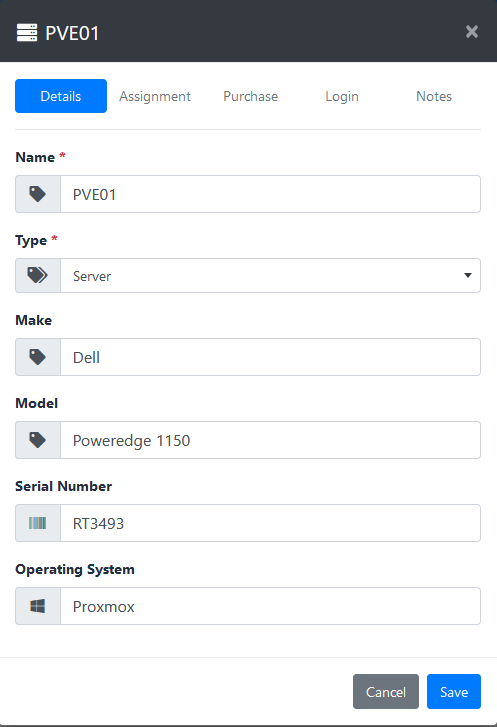 PVE01
×
Details Assignment Purchase Login Notes
Name *
PVE01
Type *
Server
Make
Dell
Model
Poweredge 1150
Serial Number
RT3493
Operating System
Proxmox
Cancel Save